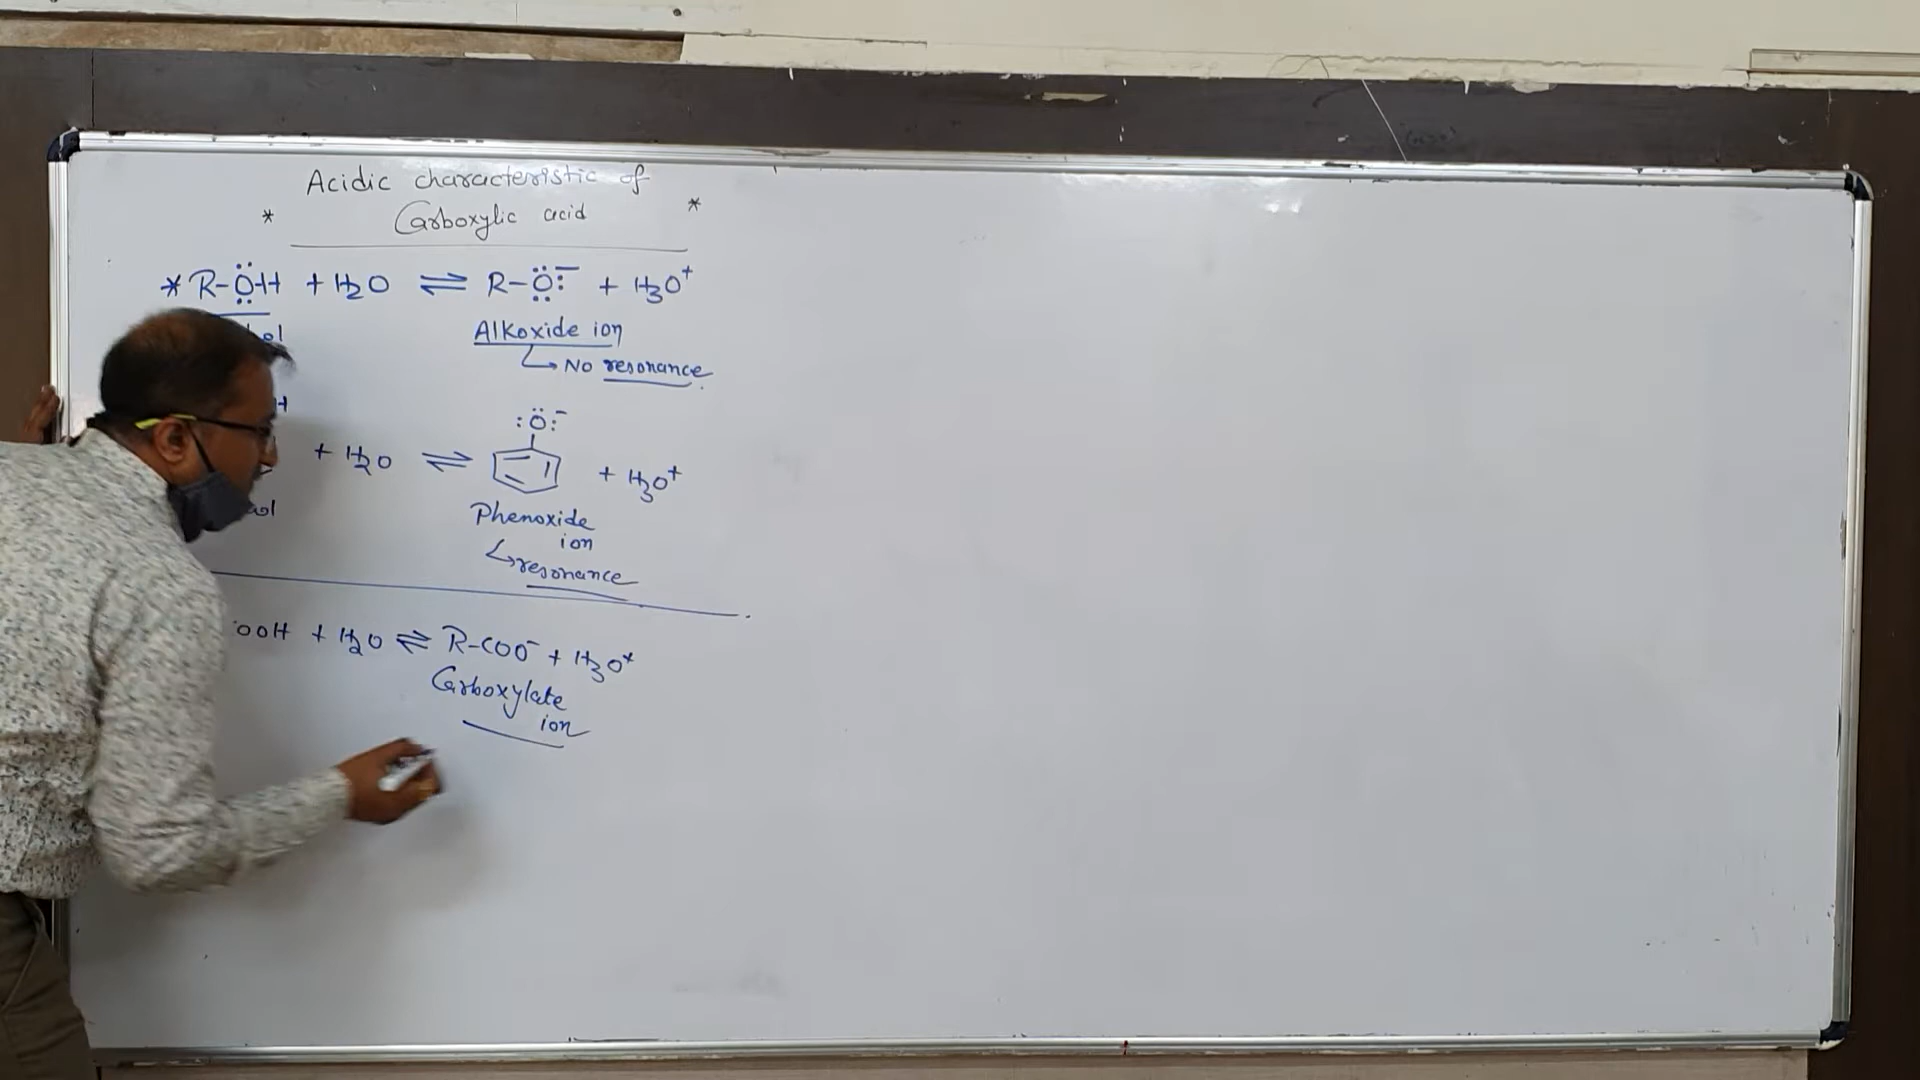 Acidic characteristic of
* Carboxylic acid *
* R-ÖH + H₂O ⇌ R-Ö:⁻ + H₃O⁺
Alkoxide ion
↳ No resonance.
:Ö:⁻
+ H₂O ⇌ + H₃O⁺
Phenoxide
ion
↳ resonance
OOH + H₂O ⇌ R-COO⁻ + H₃O⁺
Carboxylate
ion